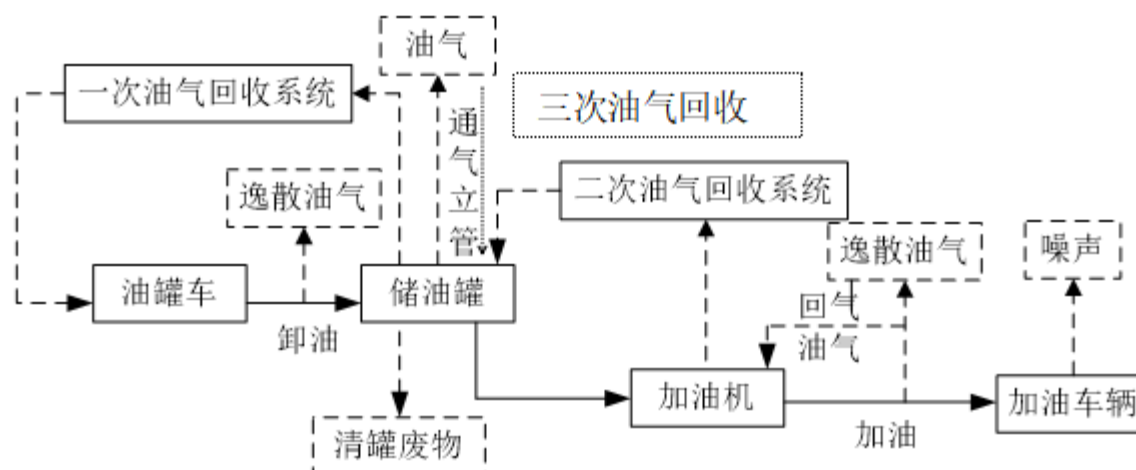 油气
一次油气回收系统
三次油气回收
通气立管
逸散油气
二次油气回收系统
逸散油气
噪声
油罐车
储油罐
卸油
回气
油气
加油机
加油车辆
加油
清罐废物